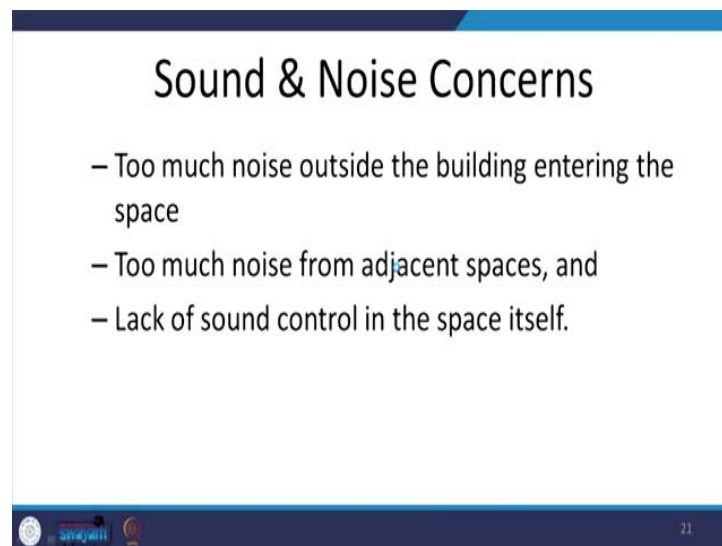 Sound & Noise Concerns
– Too much noise outside the building entering the
space
– Too much noise from adjacent spaces, and
– Lack of sound control in the space itself.
swayam
21